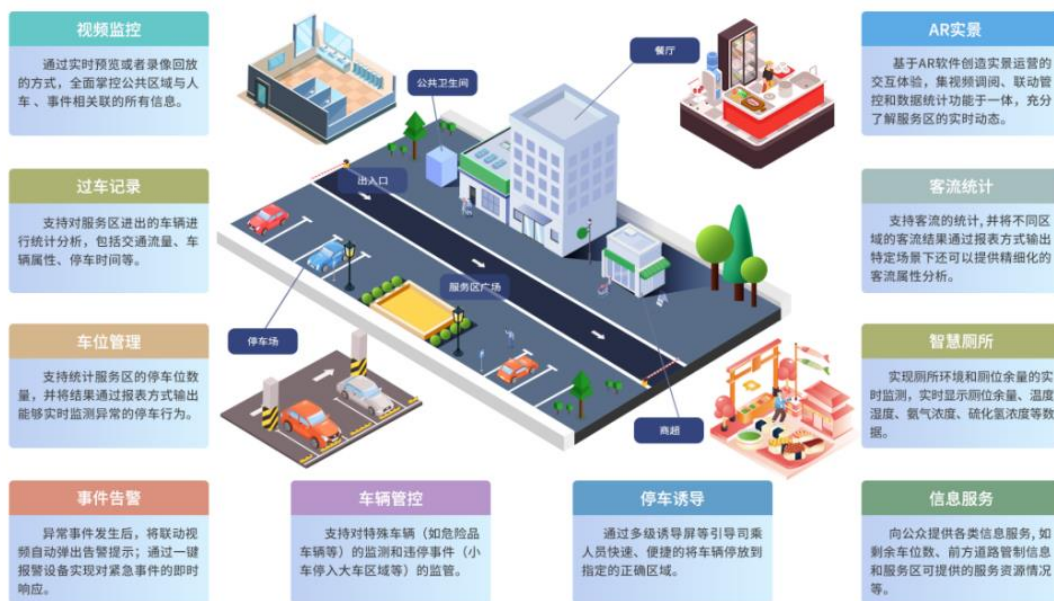 视频监控
通过实时预览或者录像回放
的方式，全面掌控公共区域与人
车、事件相关联的所有信息。
过车记录
支持对服务区进出的车辆进
行统计分析，包括交通流量、车
辆属性、停车时间等。
车位管理
支持统计服务区的停车位数
量，并将结果通过报表方式输出
能够实时监测异常的停车行为。
事件告警
异常事件发生后，将联动视
频自动弹出告警提示；通过一键
报警设备实现对紧急事件的即时
响应。
公共卫生间
餐厅
出入口
服务区广场
停车场
商超
车辆管控
支持对特殊车辆（如危险品
车辆等）的监测和违停事件（小
车停入大车区域等）的监管。
停车诱导
通过多级诱导屏等引导司乘
人员快速、便捷的将车辆停放到
指定的正确区域。
AR实景
基于AR软件创造实景运营的
交互体验，集视频调阅、联动管
控和数据统计功能于一体，充分
了解服务区的实时动态。
客流统计
支持客流的统计,并将不同区
域的客流结果通过报表方式输出
特定场景下还可以提供精细化的
客流属性分析。
智慧厕所
实现厕所环境和厕位余量的实
时监测，实时显示厕位余量、温度
湿度、氨气浓度、硫化氢浓度等数
据。
信息服务
向公众提供各类信息服务, 如
剩余车位数、前方道路管制信息
和服务区可提供的服务资源情况
等。